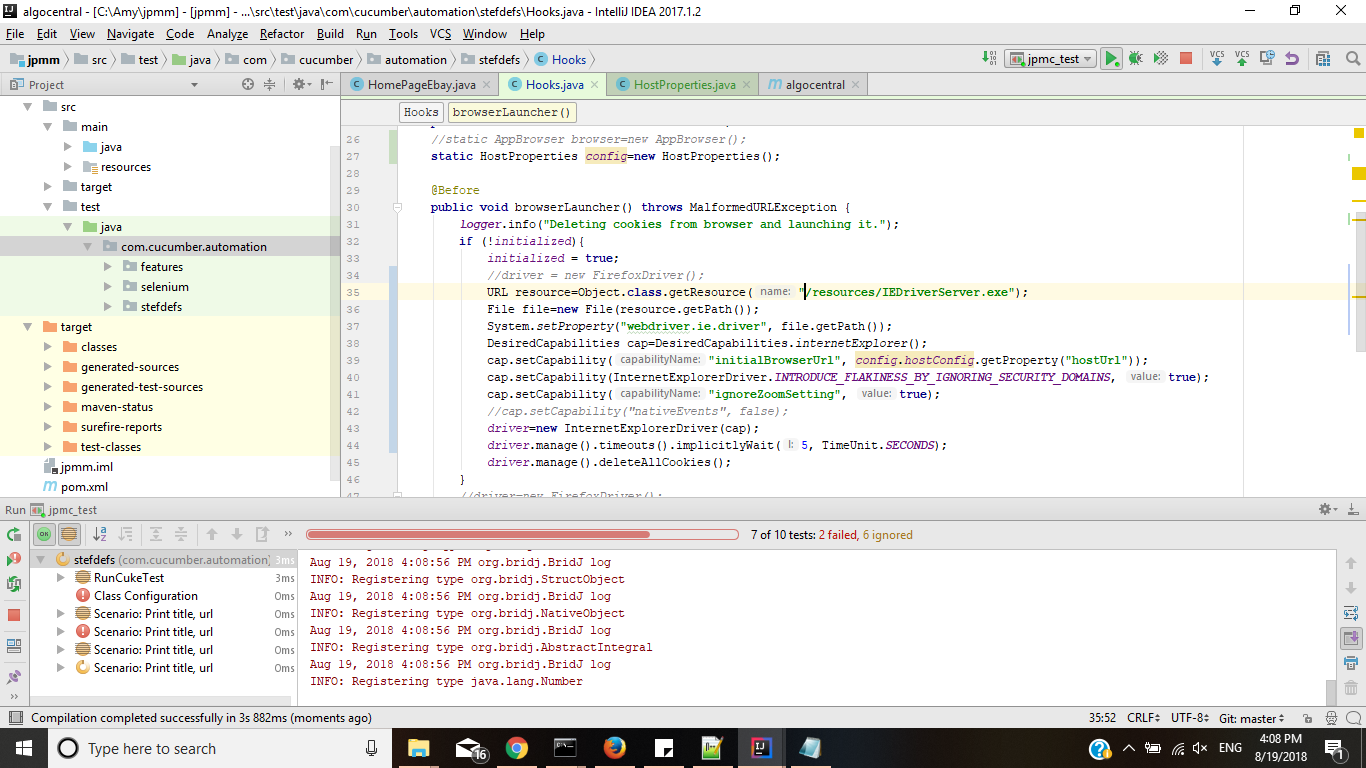 algocentral - [C:\Amy\jpmm] - [jpmm] - ...\src\test\java\com\cucumber\automation\stefdefs\Hooks.java - IntelliJ IDEA 2017.1.2
File Edit View Navigate Code Analyze Refactor Build Run Tools VCS Window Help
jpmm src test java com cucumber automation stefdefs Hooks jpmc_test VCS VCS
Project HomePageEbay.java Hooks.java HostProperties.java algocentral
Hooks browserLauncher()
src
main
java
resources
target
test
java
com.cucumber.automation
features
selenium
stefdefs
target
classes
generated-sources
generated-test-sources
maven-status
surefire-reports
test-classes
jpmm.iml
pom.xml
26 //static AppBrowser browser=new AppBrowser();
27 static HostProperties config=new HostProperties();
28
29 @Before
30 public void browserLauncher() throws MalformedURLException {
31 logger.info("Deleting cookies from browser and launching it.");
32 if (!initialized){
33 initialized = true;
34 //driver = new FirefoxDriver();
35 URL resource=Object.class.getResource( name: "/resources/IEDriverServer.exe");
36 File file=new File(resource.getPath());
37 System.setProperty("webdriver.ie.driver", file.getPath());
38 DesiredCapabilities cap=DesiredCapabilities.internetExplorer();
39 cap.setCapability( capabilityName: "initialBrowserUrl", config.hostConfig.getProperty("hostUrl"));
40 cap.setCapability(InternetExplorerDriver.INTRODUCE_FLAKINESS_BY_IGNORING_SECURITY_DOMAINS, value: true);
41 cap.setCapability( capabilityName: "ignoreZoomSetting", value: true);
42 //cap.setCapability("nativeEvents", false);
43 driver=new InternetExplorerDriver(cap);
44 driver.manage().timeouts().implicitlyWait( l: 5, TimeUnit.SECONDS);
45 driver.manage().deleteAllCookies();
46 }
47 //driver=new FirefoxDriver();
Run jpmc_test
OK 7 of 10 tests: 2 failed, 6 ignored
stefdefs (com.cucumber.automation) 3ms
RunCukeTest 3ms
Class Configuration 0ms
Scenario: Print title, url 0ms
Scenario: Print title, url 0ms
Scenario: Print title, url 0ms
Scenario: Print title, url 0ms
Aug 19, 2018 4:08:56 PM org.bridj.BridJ log
INFO: Registering type org.bridj.StructObject
Aug 19, 2018 4:08:56 PM org.bridj.BridJ log
INFO: Registering type org.bridj.NativeObject
Aug 19, 2018 4:08:56 PM org.bridj.BridJ log
INFO: Registering type org.bridj.AbstractIntegral
Aug 19, 2018 4:08:56 PM org.bridj.BridJ log
INFO: Registering type java.lang.Number
Compilation completed successfully in 3s 882ms (moments ago) 35:52 CRLF UTF-8 Git: master
Type here to search 16 ENG 4:08 PM
8/19/2018 1